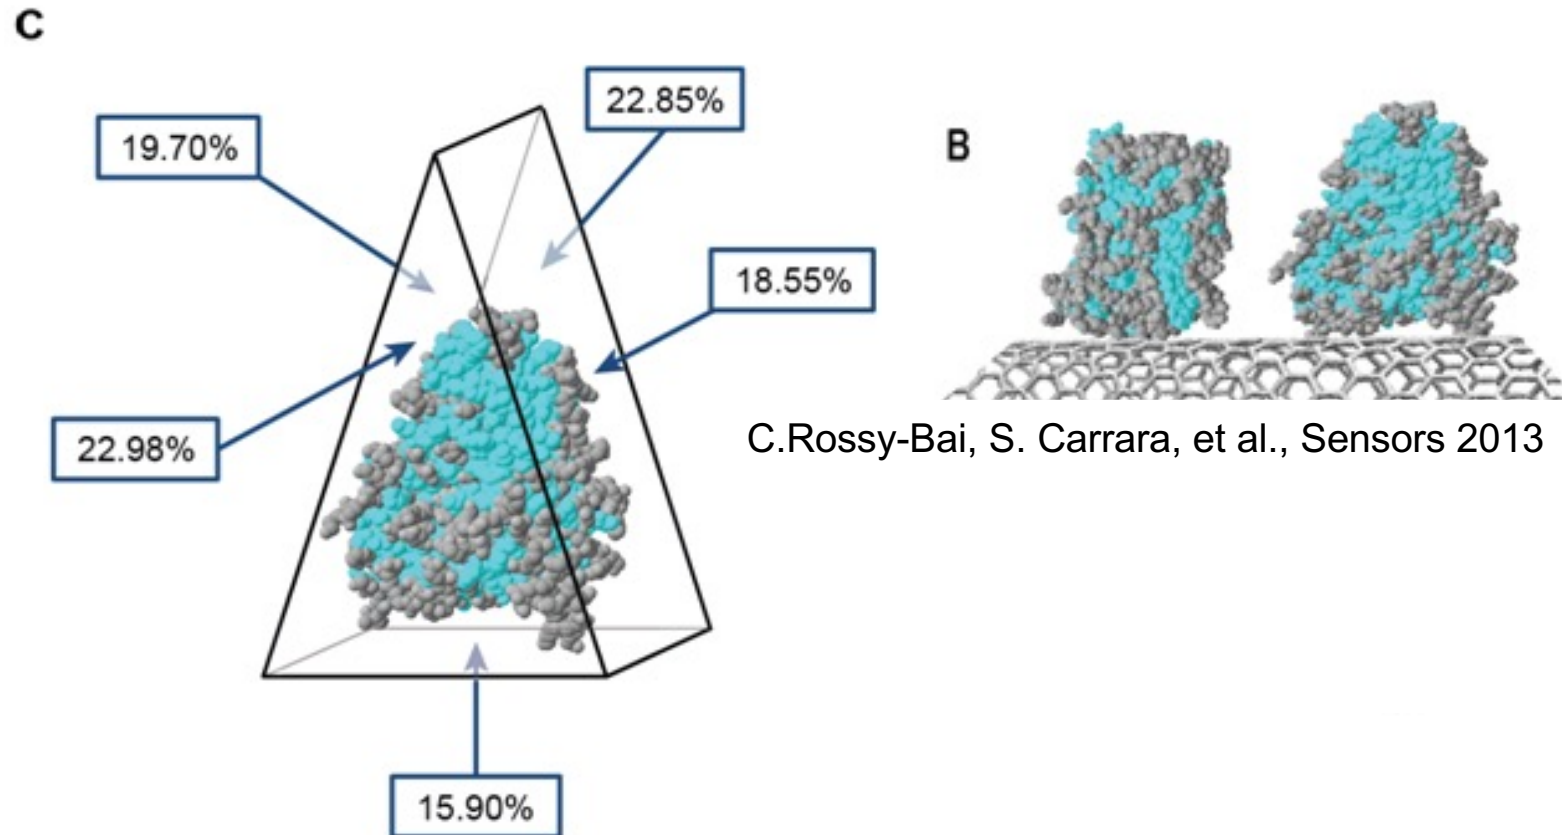 C
22.85%
19.70%
B
18.55%
22.98%
C.Rossy-Bai, S. Carrara, et al., Sensors 2013
15.90%